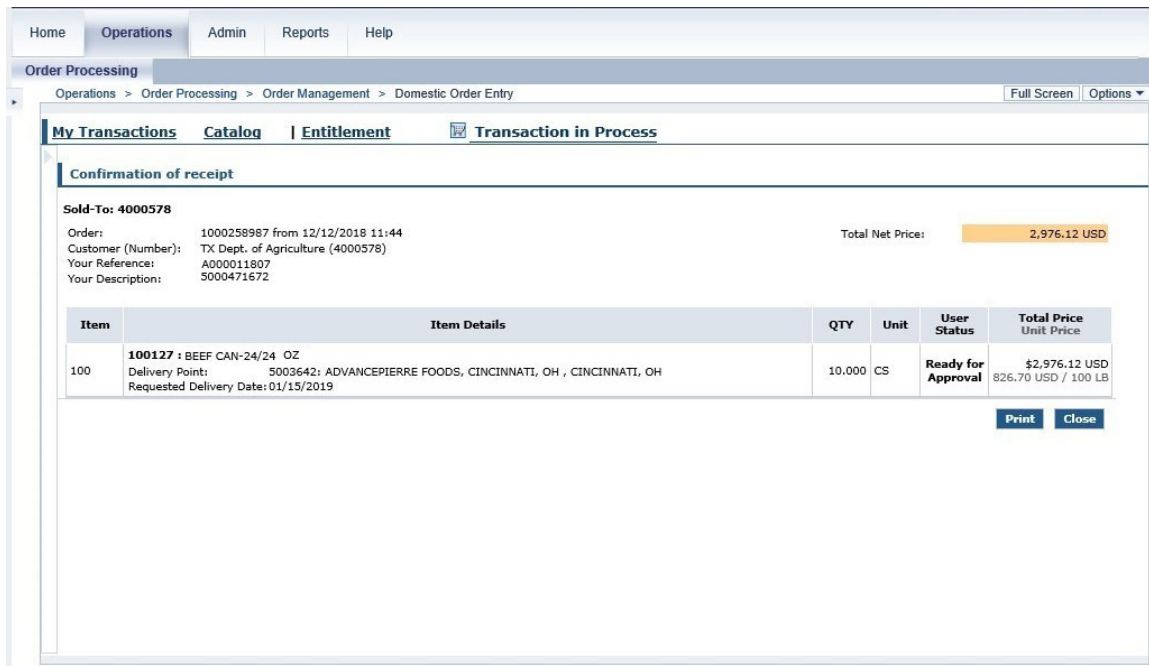 Home Operations Admin Reports Help
Order Processing
Operations > Order Processing > Order Management > Domestic Order Entry Full Screen Options
My Transactions Catalog | Entitlement Transaction in Process
Confirmation of receipt
Sold-To: 4000578
Order: 1000258987 from 12/12/2018 11:44 Total Net Price: 2,976.12 USD
Customer (Number): TX Dept. of Agriculture (4000578)
Your Reference: A000011807
Your Description: 5000471672
Item Item Details QTY Unit User Status Total Price Unit Price
100127 : BEEF CAN-24/24 OZ
100 Delivery Point: 5003642: ADVANCEPIERRE FOODS, CINCINNATI, OH , CINCINNATI, OH 10.000 CS Ready for Approval $2,976.12 USD 826.70 USD / 100 LB
Requested Delivery Date: 01/15/2019
Print Close